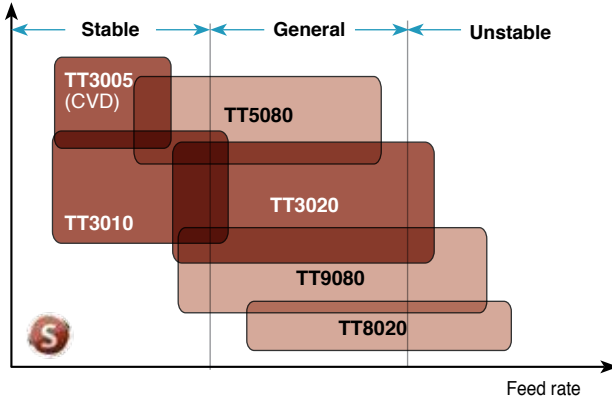 Stable
General
Unstable
TT3005
(CVD)
TT5080
TT3010
TT3020
TT9080
TT8020
S
Feed rate